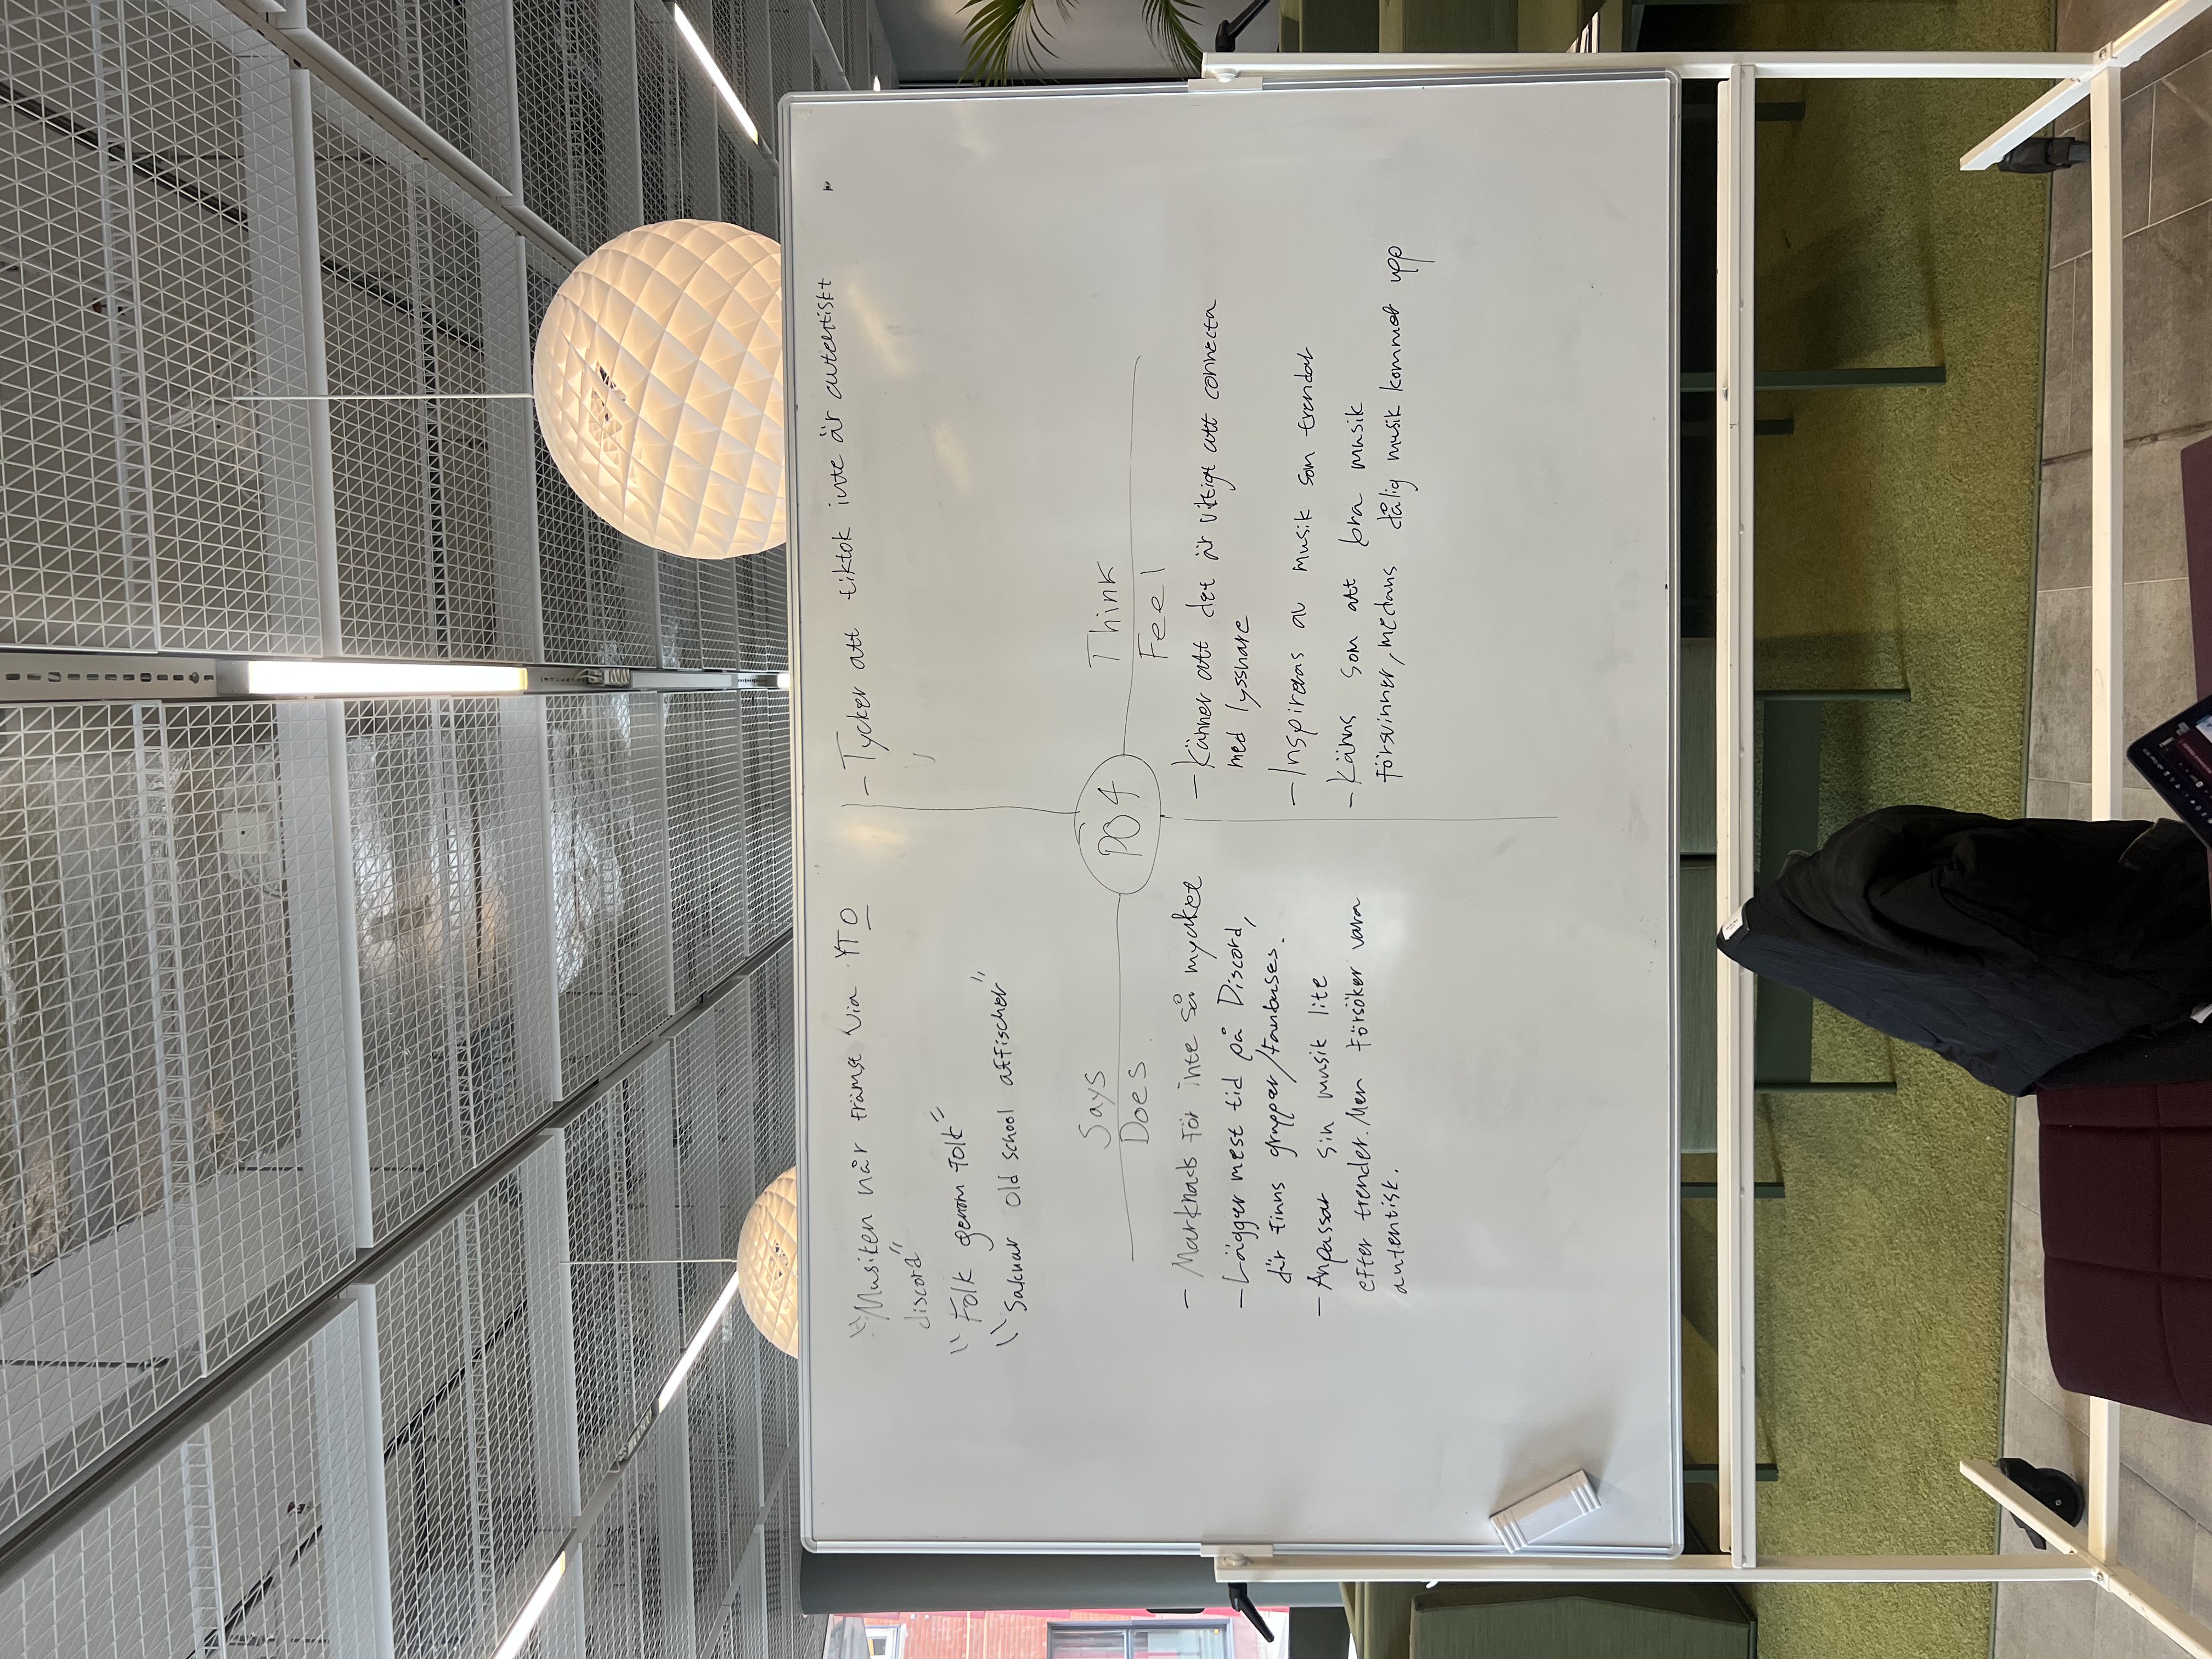 "Musiken når främst via YT O
discord"
"Folk genom folk"
"Saknar old school affischer"
Says
Does
- Marknads för inte så mycket
- Lägger mest tid på Discord,
där finns grupper/fanbases.
- Anpassar sin musik lite
efter trender. Men försöker vara
autentisk.
- Tycker att tiktok inte är autentiskt
PO4
Think
Feel
- Känner att det är viktigt att connecta
med lyssnare
- Inspireras av musik som trendar
- Känns som att bra musik
försvinner, medans dålig musik kommer upp